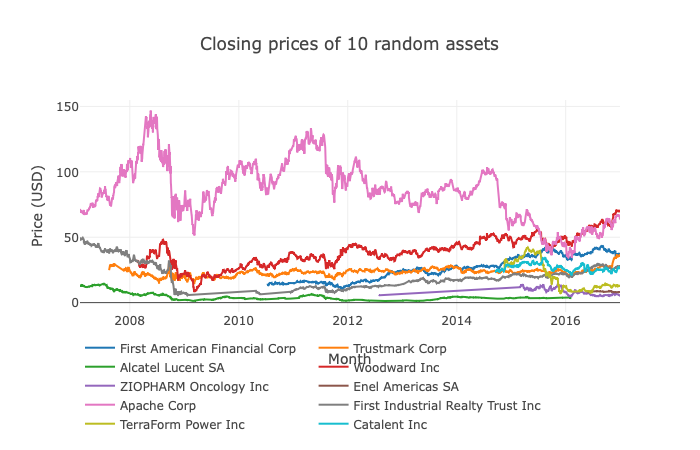 Closing prices of 10 random assets
Price (USD)
150
100
50
0
2008 2010 2012 2014 2016
Month
First American Financial Corp Trustmark Corp
Alcatel Lucent SA Woodward Inc
ZIOPHARM Oncology Inc Enel Americas SA
Apache Corp First Industrial Realty Trust Inc
TerraForm Power Inc Catalent Inc